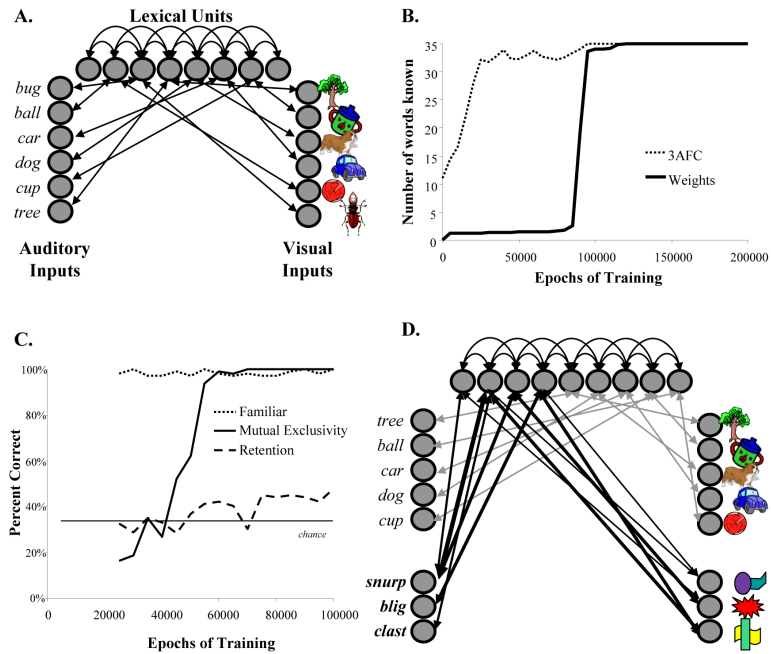 A.
Lexical Units
bug
ball
car
dog
cup
tree
Auditory
Inputs
Visual
Inputs
B.
Number of words known
35
30
25
20
15
10
5
0
3AFC
Weights
0
50000
100000
150000
200000
Epochs of Training
C.
Percent Correct
100%
80%
60%
40%
20%
0%
Familiar
Mutual Exclusivity
Retention
chance
0
20000
40000
60000
80000
100000
Epochs of Training
D.
tree
ball
car
dog
cup
snurp
blig
clast